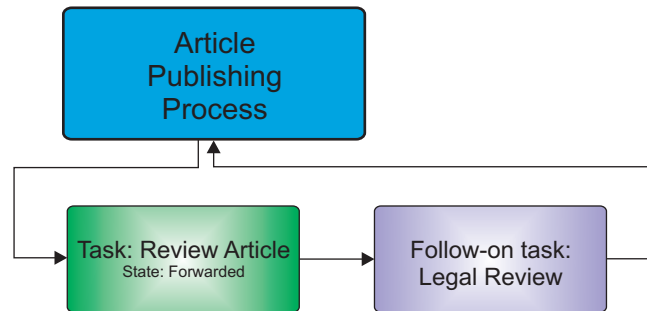 Article
Publishing
Process
Task: Review Article
State: Forwarded
Follow-on task:
Legal Review